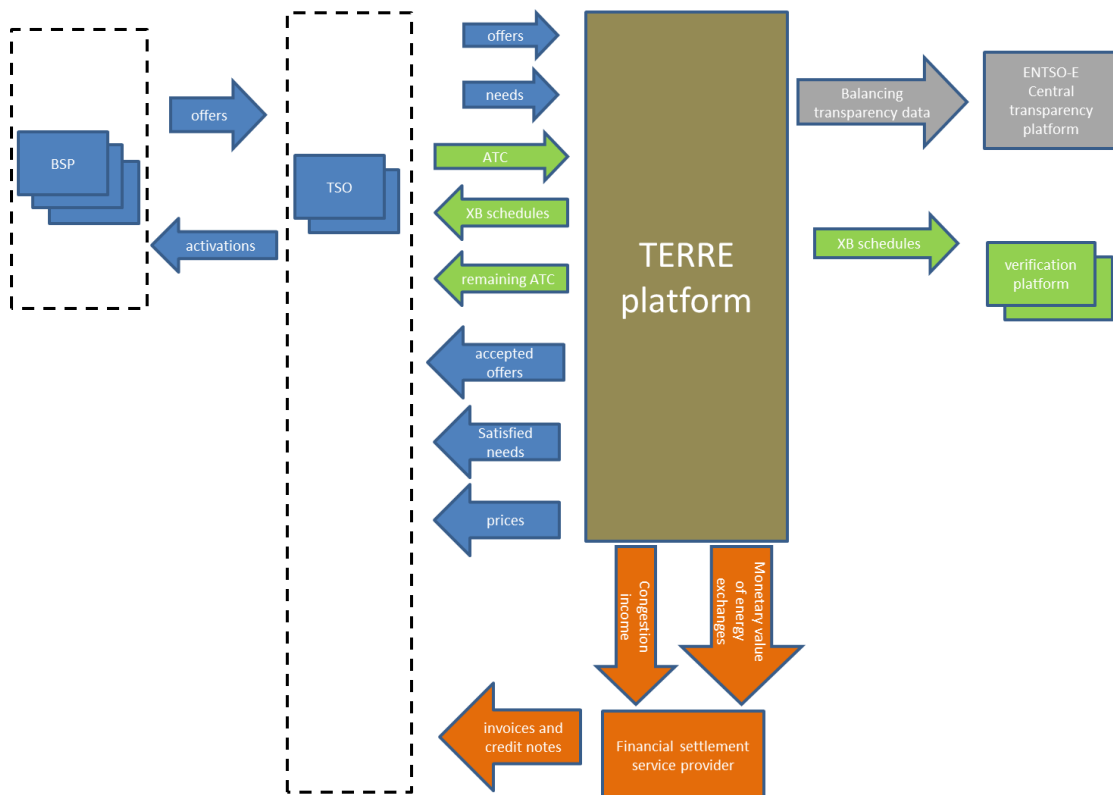 BSP
offers
activations
TSO
offers
needs
ATC
XB schedules
remaining ATC
accepted
offers
Satisfied
needs
prices
TERRE
platform
Balancing
transparency data
ENTSO-E
Central
transparency
platform
XB schedules
verification
platform
Congestion
income
Monetary value
of energy
exchanges
invoices and
credit notes
Financial settlement
service provider